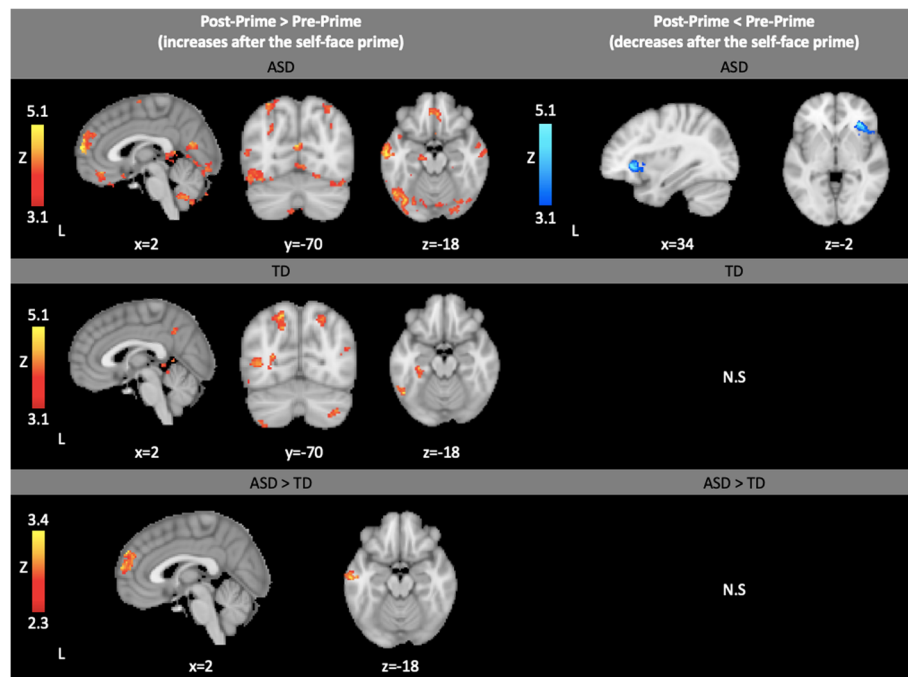 Post-Prime > Pre-Prime
(increases after the self-face prime)
Post-Prime < Pre-Prime
(decreases after the self-face prime)
ASD
ASD
5.1
Z
3.1
L
x=2
y=-70
z=-18
5.1
Z
3.1
L
x=34
z=-2
TD
TD
5.1
Z
3.1
L
x=2
y=-70
z=-18
N.S
ASD > TD
ASD > TD
3.4
Z
2.3
L
x=2
z=-18
N.S